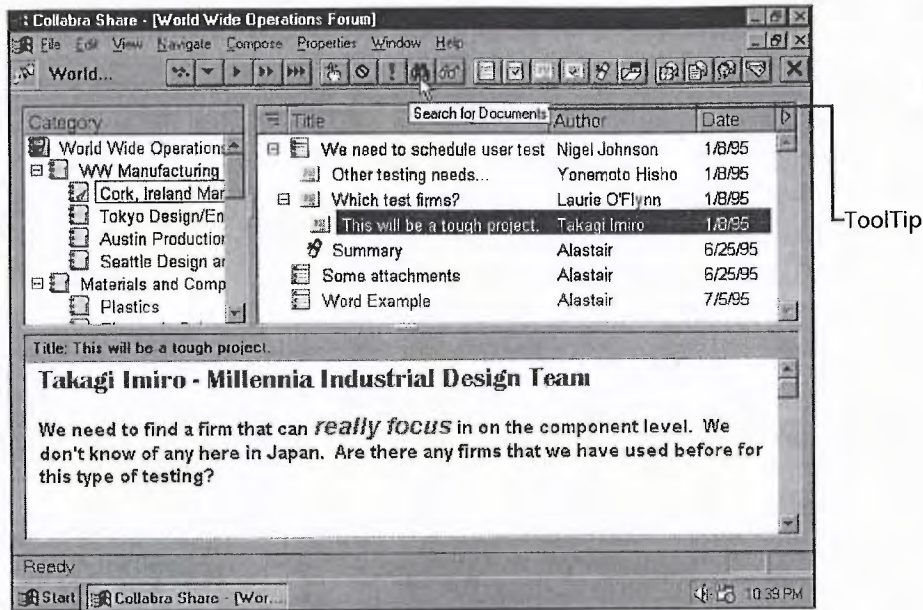 Collabra Share - [World Wide Operations Forum]
File Edit View Navigate Compose Properties Window Help
World...
Search for Documents
ToolTip
Category
World Wide Operation
WW Manufacturing
Cork, Ireland Mar
Tokyo Design/En
Austin Production
Seattle Design ar
Materials and Comp
Plastics
Title Author Date
We need to schedule user test Nigel Johnson 1/8/95
Other testing needs... Yonemoto Hisho 1/8/95
Which test firms? Laurie O'Flynn 1/8/95
This will be a tough project. Takagi Imiro 1/8/95
Summary Alastair 6/25/95
Some attachments Alastair 6/25/95
Word Example Alastair 7/5/95
Title: This will be a tough project.
Takagi Imiro - Millennia Industrial Design Team
We need to find a firm that can really focus in on the component level. We
don't know of any here in Japan. Are there any firms that we have used before for
this type of testing?
Ready
Start Collabra Share - [Wor... 10:39 PM